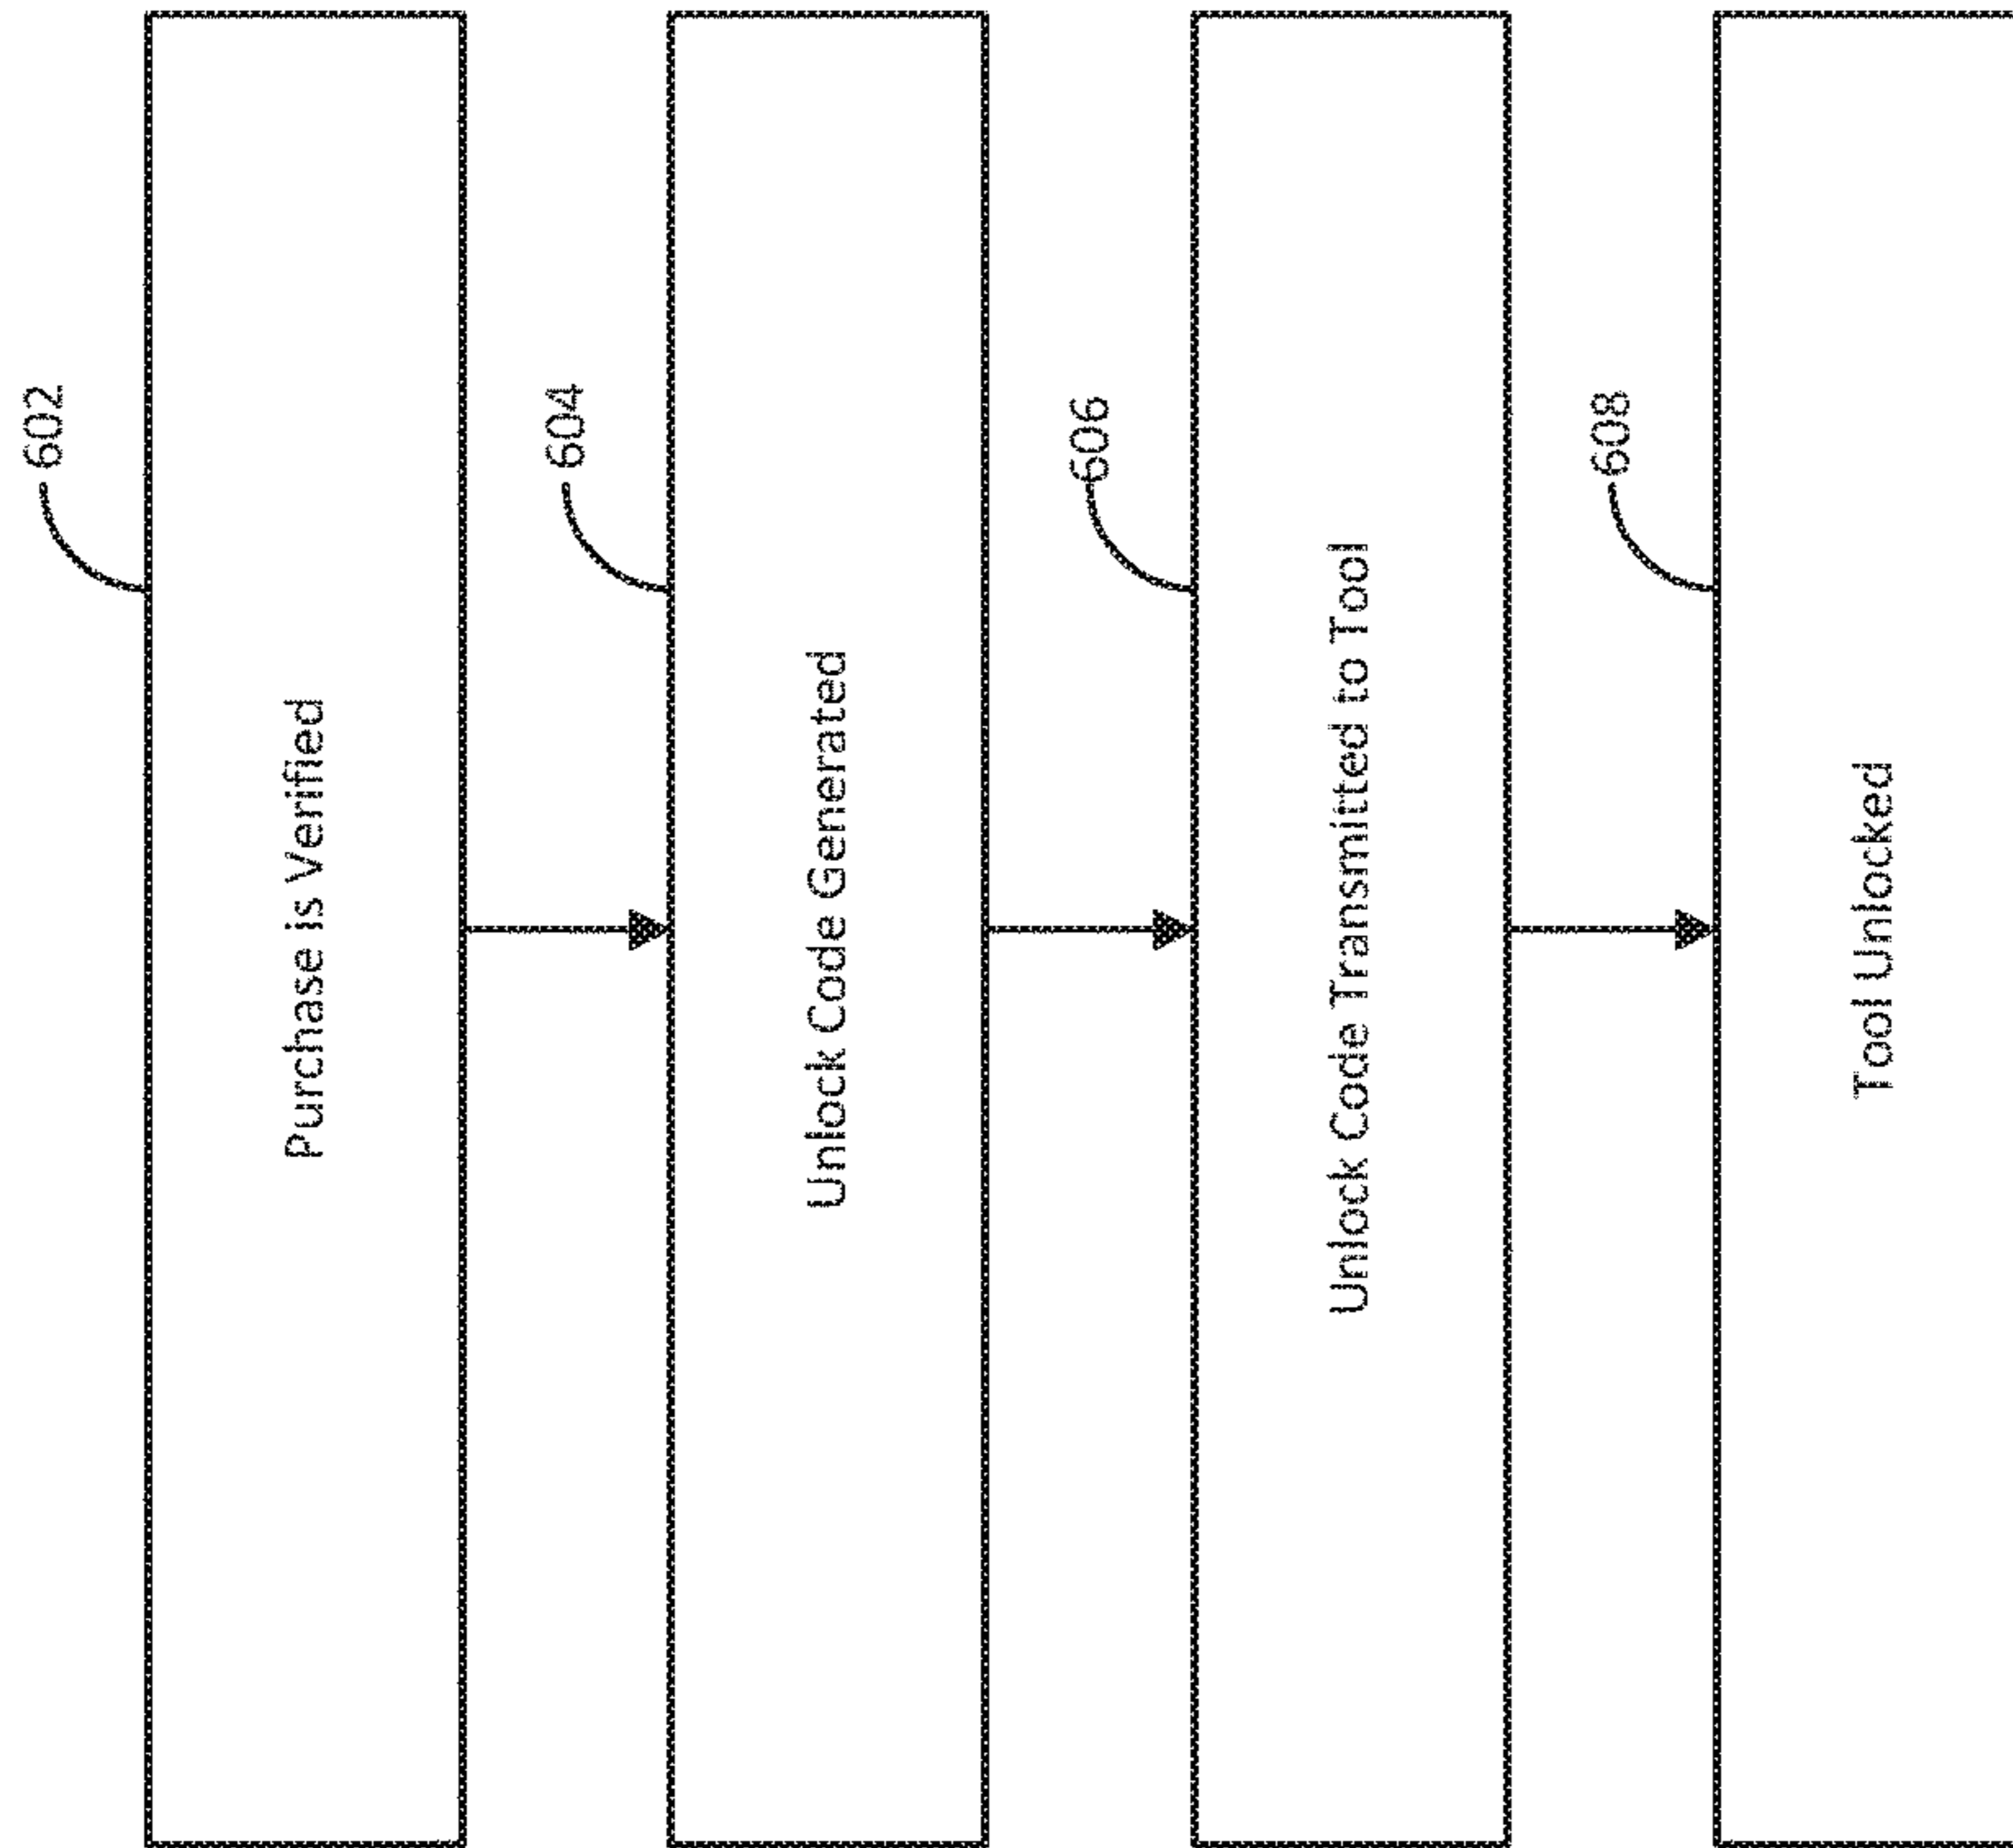 602
Purchase is Verified
604
Unlock Code Generated
606
Unlock Code Transmitted to Tool
608
Tool Unlocked